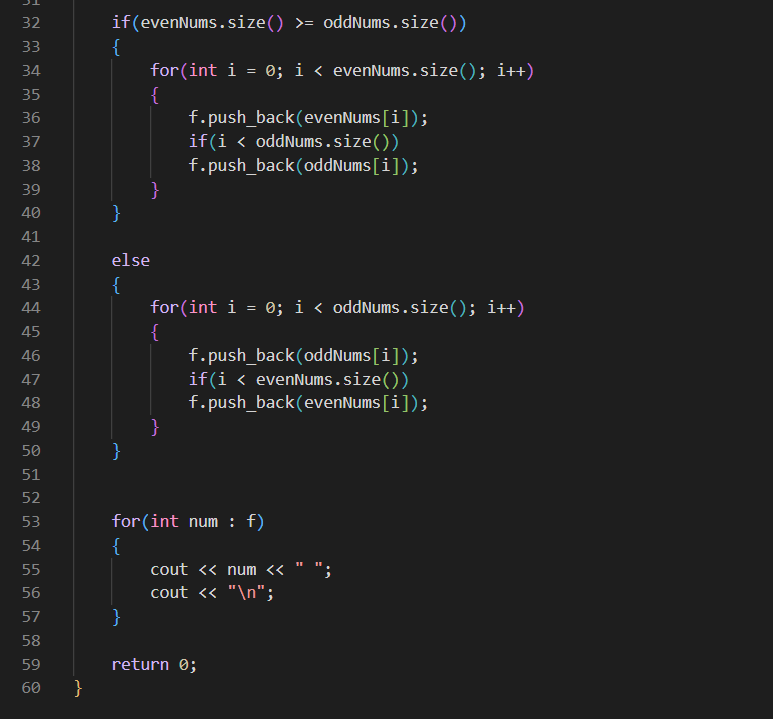 31
32 if(evenNums.size() >= oddNums.size())
33 {
34 for(int i = 0; i < evenNums.size(); i++)
35 {
36 f.push_back(evenNums[i]);
37 if(i < oddNums.size())
38 f.push_back(oddNums[i]);
39 }
40 }
41
42 else
43 {
44 for(int i = 0; i < oddNums.size(); i++)
45 {
46 f.push_back(oddNums[i]);
47 if(i < evenNums.size())
48 f.push_back(evenNums[i]);
49 }
50 }
51
52
53 for(int num : f)
54 {
55 cout << num << " ";
56 cout << "\n";
57 }
58
59 return 0;
60 }